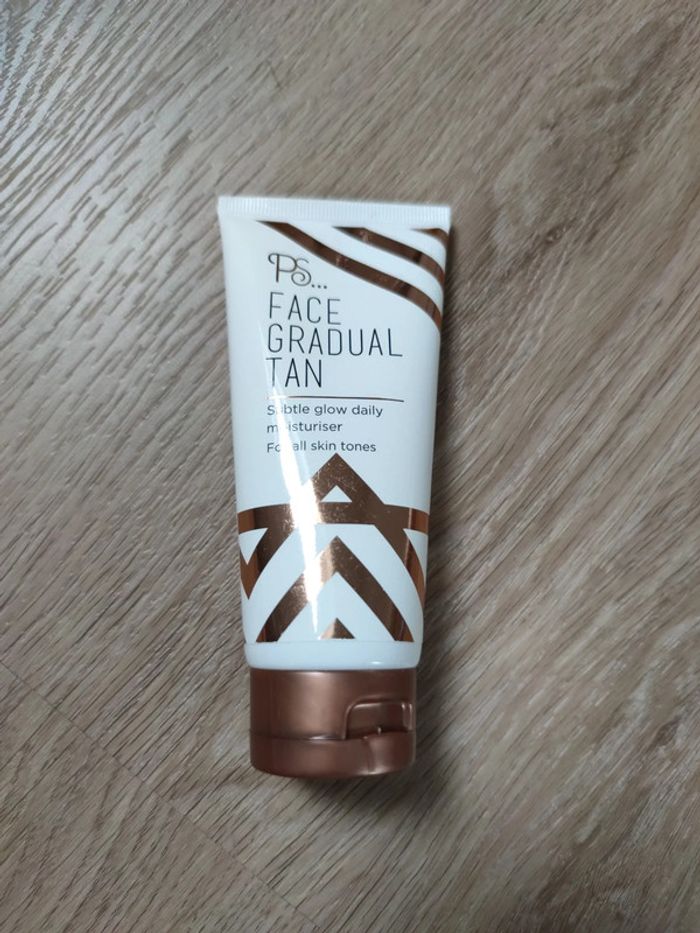 PS...
FACE
GRADUAL
TAN
Subtle glow daily
moisturiser
For all skin tones